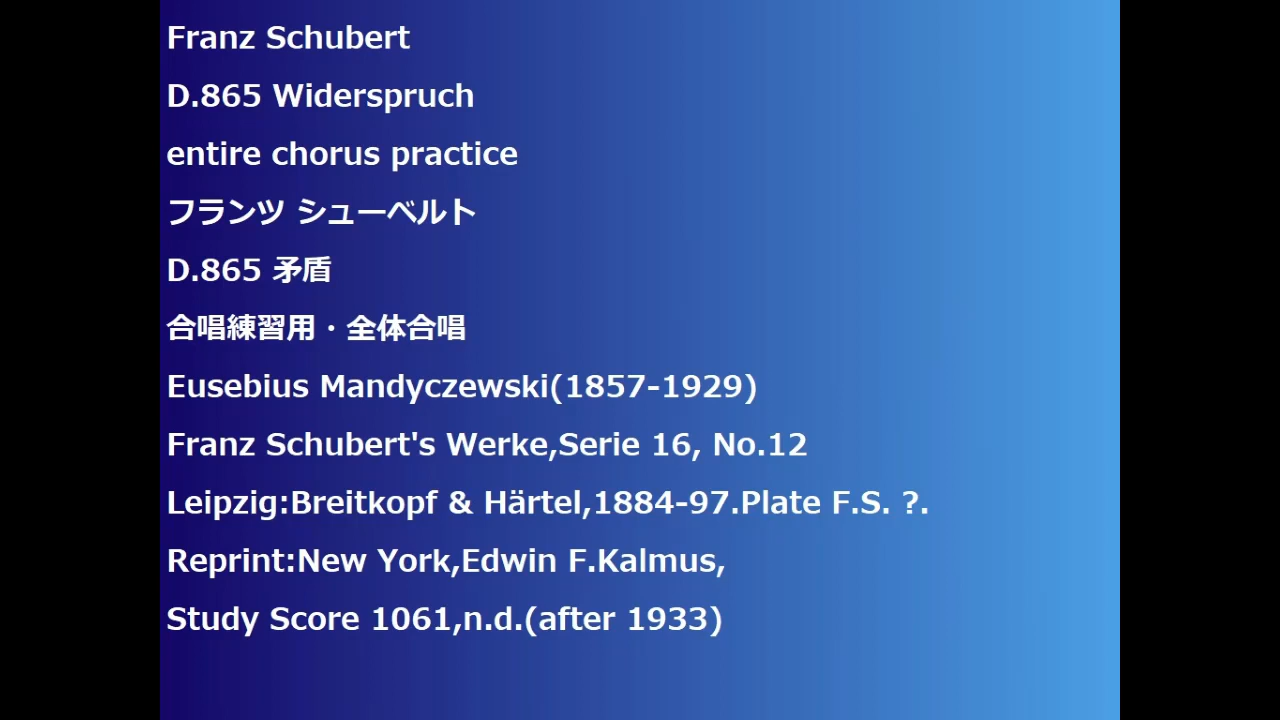 Franz Schubert
D.865 Widerspruch
entire chorus practice
フランツ シューベルト
D.865 矛盾
合唱練習用・全体合唱
Eusebius Mandyczewski(1857-1929)
Franz Schubert's Werke,Serie 16, No.12
Leipzig:Breitkopf & Härtel,1884-97.Plate F.S. ?.
Reprint:New York,Edwin F.Kalmus,
Study Score 1061,n.d.(after 1933)